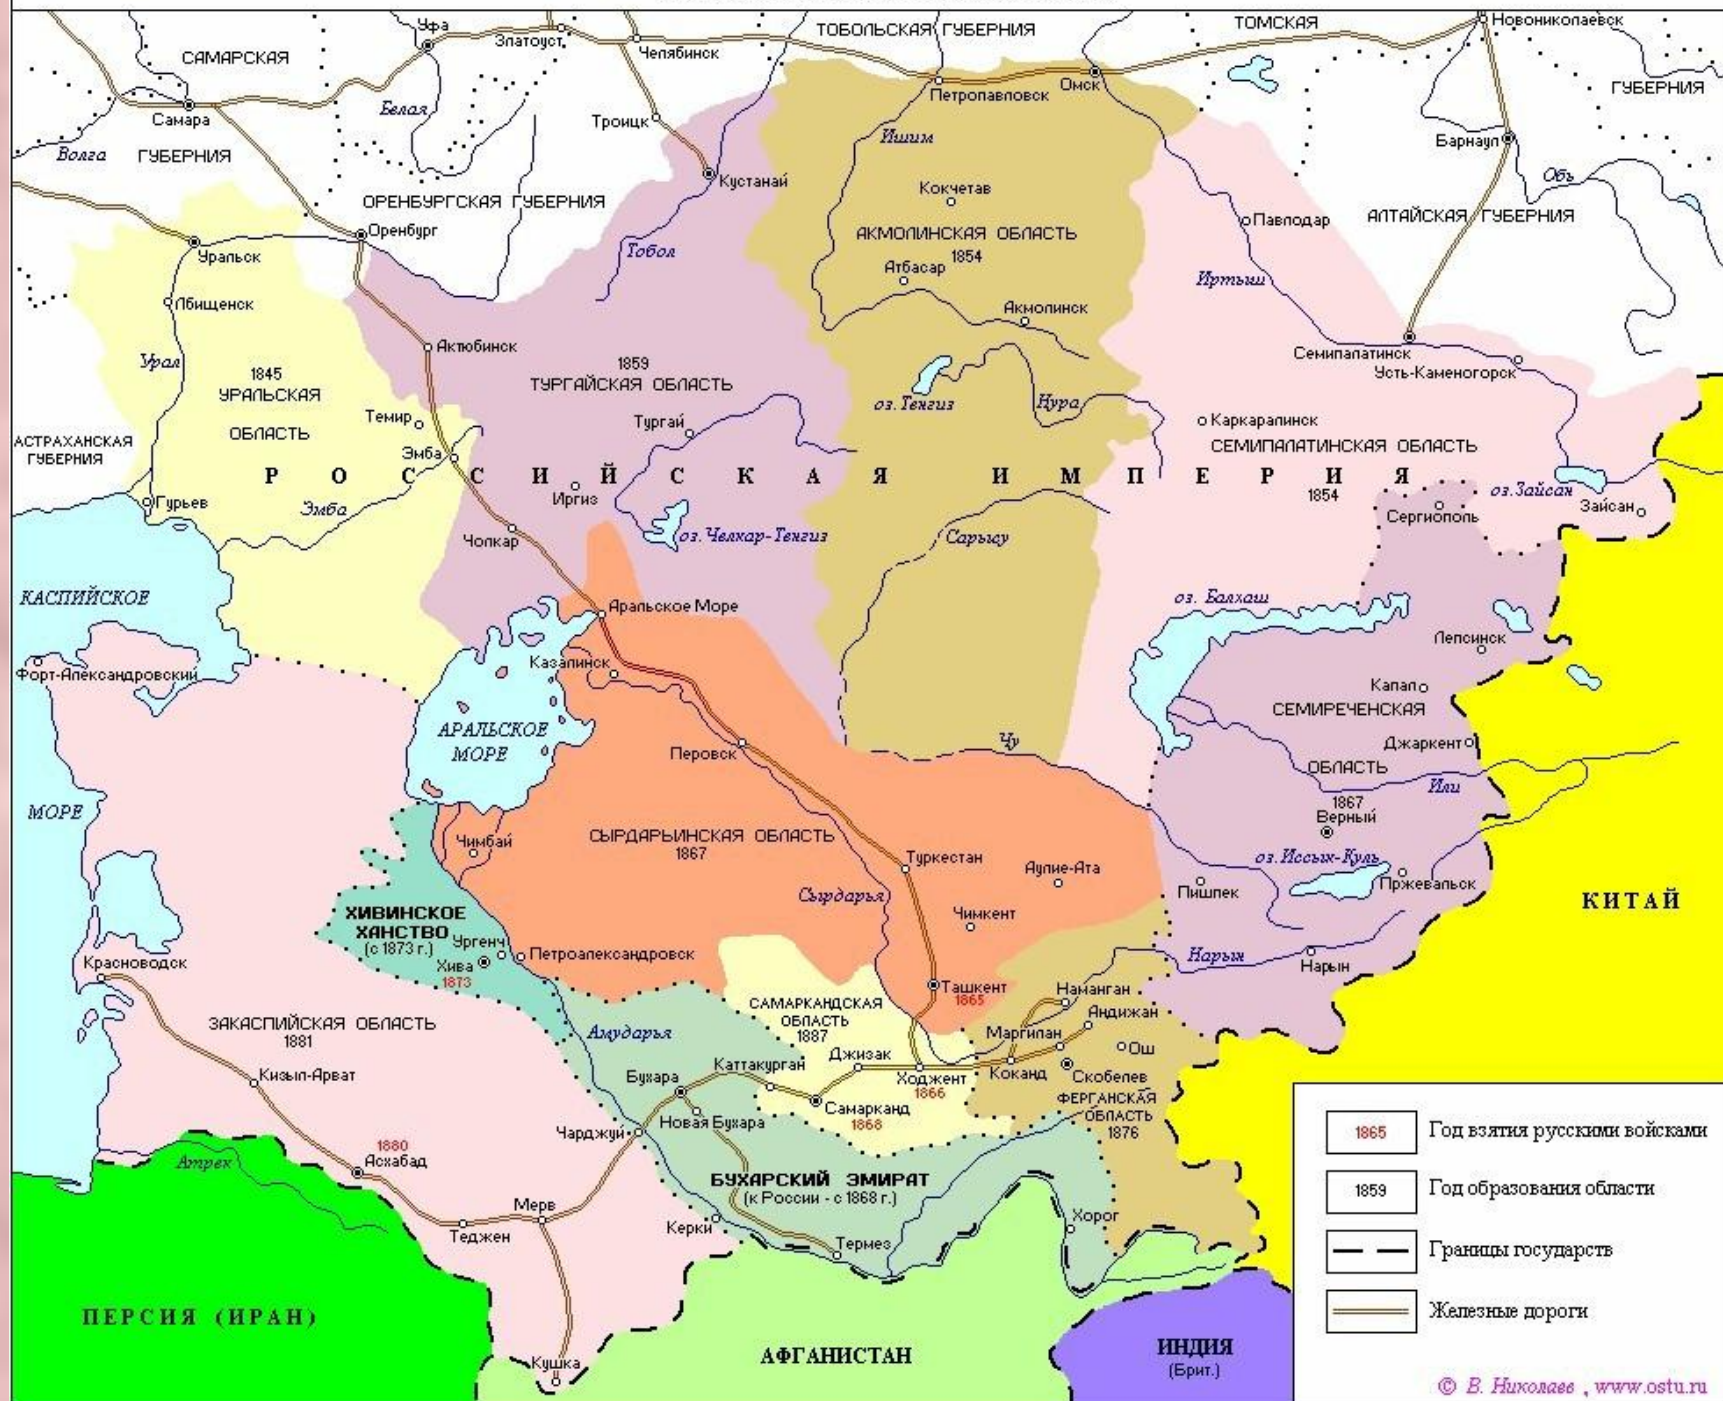 САМАРСКАЯ
Уфа
Златоуст
Челябинск
ТОБОЛЬСКАЯ ГУБЕРНИЯ
ТОМСКАЯ
Новониколаевск
ГУБЕРНИЯ
Самара
Белая
Троицк
Петропавловск
Омск
Ишим
Барнаул
Волга
ГУБЕРНИЯ
Кустанай
Кокчетав
Обь
ОРЕНБУРГСКАЯ ГУБЕРНИЯ
Павлодар
АЛТАЙСКАЯ ГУБЕРНИЯ
Оренбург
АКМОЛИНСКАЯ ОБЛАСТЬ
1854
Уральск
Тобол
Атбасар
Иртыш
Лбищенск
Акмолинск
Актюбинск
Урал
1845
УРАЛЬСКАЯ
ОБЛАСТЬ
1859
ТУРГАЙСКАЯ ОБЛАСТЬ
Семипалатинск
Усть-Каменогорск
оз. Тенгиз
Нура
Темир
Тургай
Каркаралинск
АСТРАХАНСКАЯ
ГУБЕРНИЯ
СЕМИПАЛАТИНСКАЯ ОБЛАСТЬ
Эмба
РОССИЙСКАЯ ИМПЕРИЯ
1854
оз. Зайсан
Гурьев
Эмба
Иргиз
Сергиополь
Зайсан
Чолкар
оз. Челкар-Тенгиз
Сарысу
КАСПИЙСКОЕ
Аральское Море
оз. Балхаш
Лепсинск
Форт-Александровский
Казалинск
Капал
СЕМИРЕЧЕНСКАЯ
АРАЛЬСКОЕ
МОРЕ
Перовск
Чу
Джаркент
ОБЛАСТЬ
Или
МОРЕ
1867
Верный
Чимбай
СЫРДАРЬИНСКАЯ ОБЛАСТЬ
1867
Туркестан
Аулие-Ата
оз. Иссык-Куль
Пишпек
Пржевальск
Сырдарья
КИТАЙ
ХИВИНСКОЕ
ХАНСТВО
(с 1873 г.)
Чимкент
Ургенч
Петроалександровск
Хива
1873
Нарын
Нарын
Красноводск
Ташкент
1865
Наманган
САМАРКАНДСКАЯ
ОБЛАСТЬ
1887
Андижан
ЗАКАСПИЙСКАЯ ОБЛАСТЬ
1881
Амударья
Маргилан
Ош
Джизак
Каттакурган
Кизыл-Арват
Бухара
Ходжент
1866
Коканд
Скобелев
ФЕРГАНСКАЯ
ОБЛАСТЬ
1876
Самарканд
1868
Новая Бухара
Чарджуй
1880
Асхабад
Атрек
БУХАРСКИЙ ЭМИРАТ
(к России - с 1868 г.)
Мерв
Теджен
Керки
Термез
Хорог
ПЕРСИЯ (ИРАН)
АФГАНИСТАН
ИНДИЯ
(Брит.)
Кушка
1865
Год взятия русскими войсками
1859
Год образования области
Границы государств
Железные дороги
© В. Николаев , www.ostu.ru